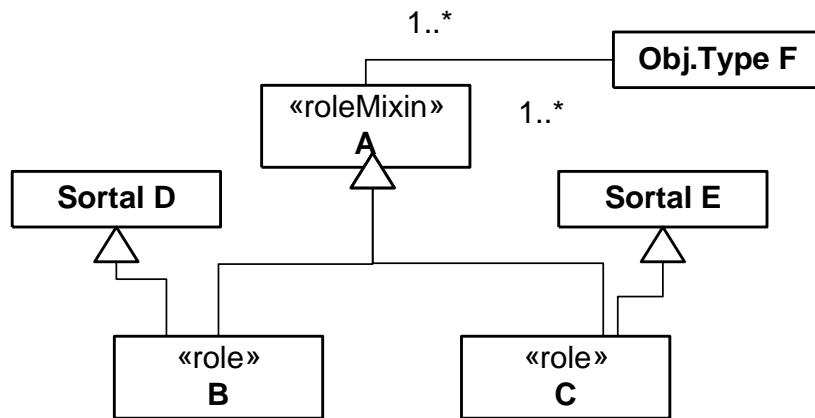 1..*
Obj.Type F
«roleMixin»
1..*
A
Sortal D
Sortal E
«role»
B
«role»
C